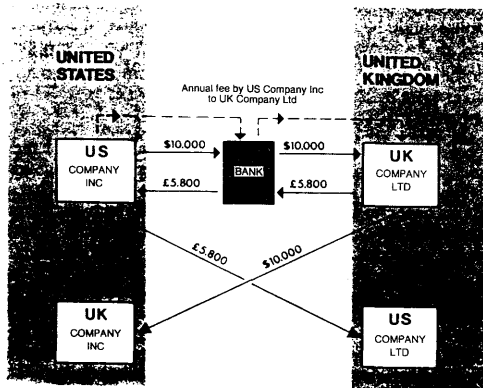 UNITED
STATES
UNITED
KINGDOM
Annual fee by US Company Inc
to UK Company Ltd
US
COMPANY
INC
$10.000
£5.800
BANK
$10.000
£5.800
UK
COMPANY
LTD
£5.800
$10.000
UK
COMPANY
INC
US
COMPANY
LTD